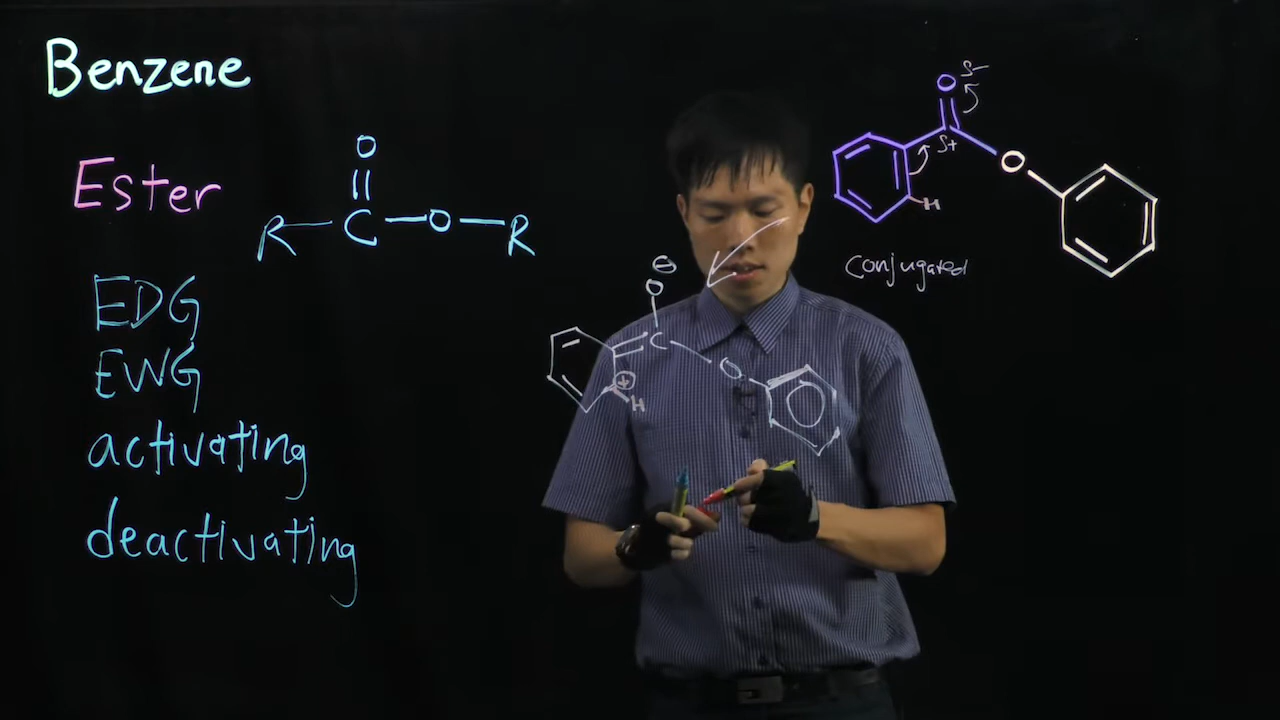 Benzene
Ester
O
R C O R
EDG
EWG
activating
deactivating
O δ-
δ+
O
H
conjugated
⊖
O
C
O
⊕
H